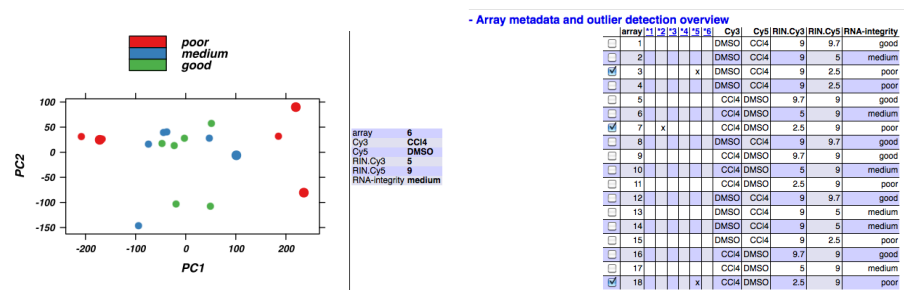 poor
medium
good
100
50
0
-50
-100
-150
-200 -100 0 100 200
PC2
PC1
array 6
Cy3 CCl4
Cy5 DMSO
RIN.Cy3 5
RIN.Cy5 9
RNA-integrity medium
- Array metadata and outlier detection overview
array *1 *2 *3 *4 *5 *6 Cy3 Cy5 RIN.Cy3 RIN.Cy5 RNA-integrity
1 DMSO CCl4 9 9.7 good
2 DMSO CCl4 9 5 medium
3 x DMSO CCl4 9 2.5 poor
4 DMSO CCl4 9 2.5 poor
5 CCl4 DMSO 9.7 9 good
6 CCl4 DMSO 5 9 medium
7 x CCl4 DMSO 2.5 9 poor
8 DMSO CCl4 9 9.7 good
9 CCl4 DMSO 9.7 9 good
10 CCl4 DMSO 5 9 medium
11 CCl4 DMSO 2.5 9 poor
12 DMSO CCl4 9 9.7 good
13 DMSO CCl4 9 5 medium
14 DMSO CCl4 9 5 medium
15 DMSO CCl4 9 2.5 poor
16 CCl4 DMSO 9.7 9 good
17 CCl4 DMSO 5 9 medium
18 x CCl4 DMSO 2.5 9 poor